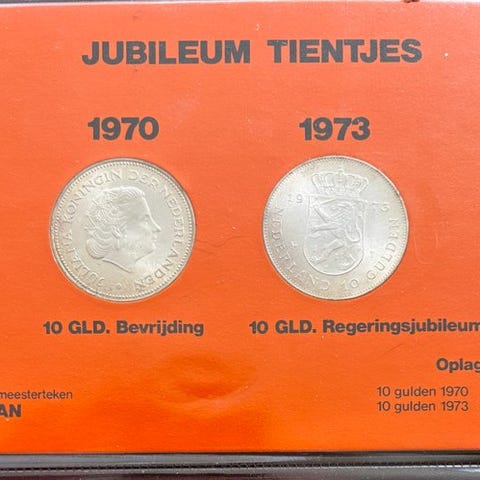 JUBILEUM TIENTJES
1970
1973
JULIANA KONINGIN DER NEDERLANDEN
19 73
NEDERLAND 10 GULDEN
10 GLD. Bevrijding
10 GLD. Regeringsjubileum
Oplag
meesterteken
AN
10 gulden 1970
10 gulden 1973